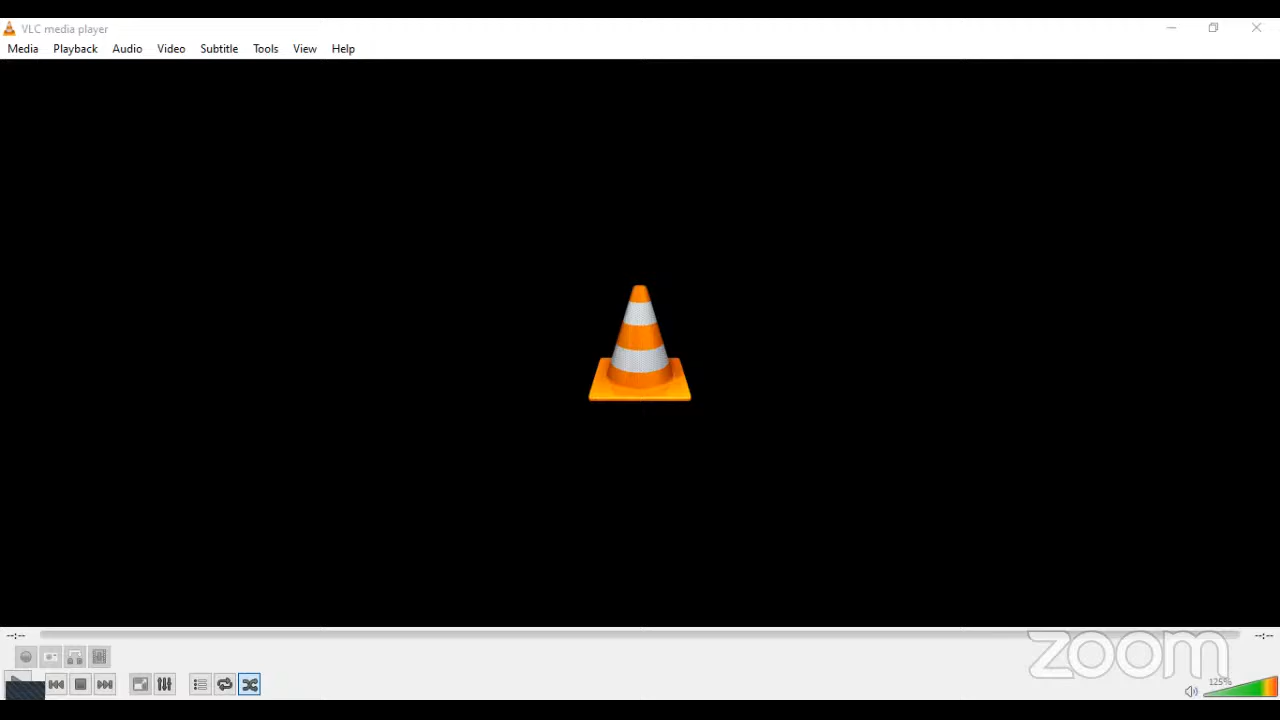 VLC media player
Media Playback Audio Video Subtitle Tools View Help
--:-- --:--
zoom
125%